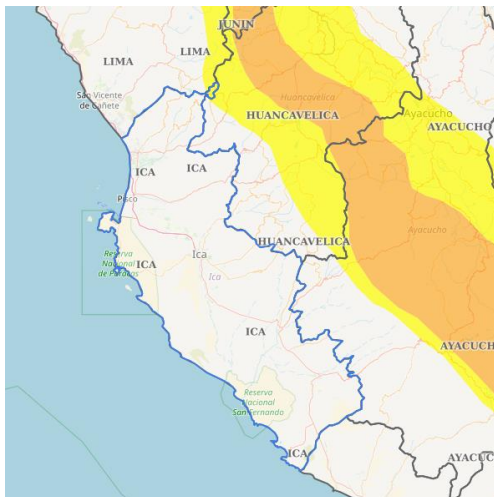 JUNIN
LIMA
LIMA
San Vicente
de Cañete
Huancavelica
HUANCAVELICA
Ayacucho
AYACUCHO
ICA
ICA
Pisco
Ayacucho
HUANCAVELICA
Reserva
Nacional
de Paracas
ICA
Ica
Ica
ICA
AYACUCH
Reserva
Nacional
San Fernando
ICA
AYACUC